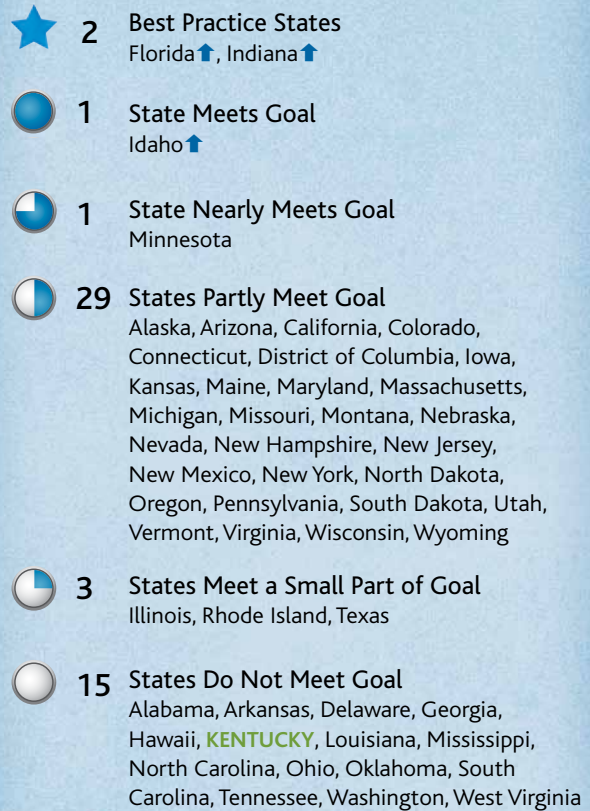 2 Best Practice States
Florida⬆, Indiana⬆
1 State Meets Goal
Idaho⬆
1 State Nearly Meets Goal
Minnesota
29 States Partly Meet Goal
Alaska, Arizona, California, Colorado,
Connecticut, District of Columbia, Iowa,
Kansas, Maine, Maryland, Massachusetts,
Michigan, Missouri, Montana, Nebraska,
Nevada, New Hampshire, New Jersey,
New Mexico, New York, North Dakota,
Oregon, Pennsylvania, South Dakota, Utah,
Vermont, Virginia, Wisconsin, Wyoming
3 States Meet a Small Part of Goal
Illinois, Rhode Island, Texas
15 States Do Not Meet Goal
Alabama, Arkansas, Delaware, Georgia,
Hawaii, KENTUCKY, Louisiana, Mississippi,
North Carolina, Ohio, Oklahoma, South
Carolina, Tennessee, Washington, West Virginia